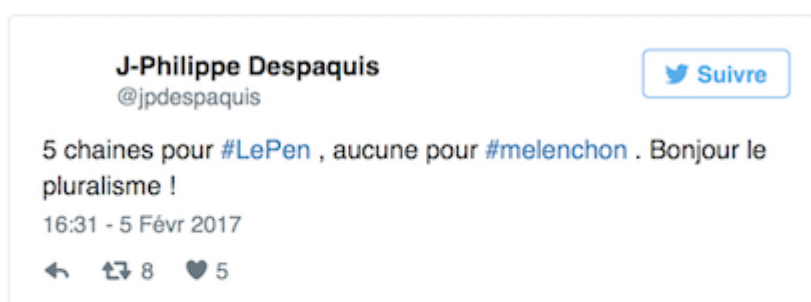 J-Philippe Despaquis
@jpdespaquis
Suivre
5 chaines pour #LePen , aucune pour #melenchon . Bonjour le
pluralisme !
16:31 - 5 Févr 2017
8 5